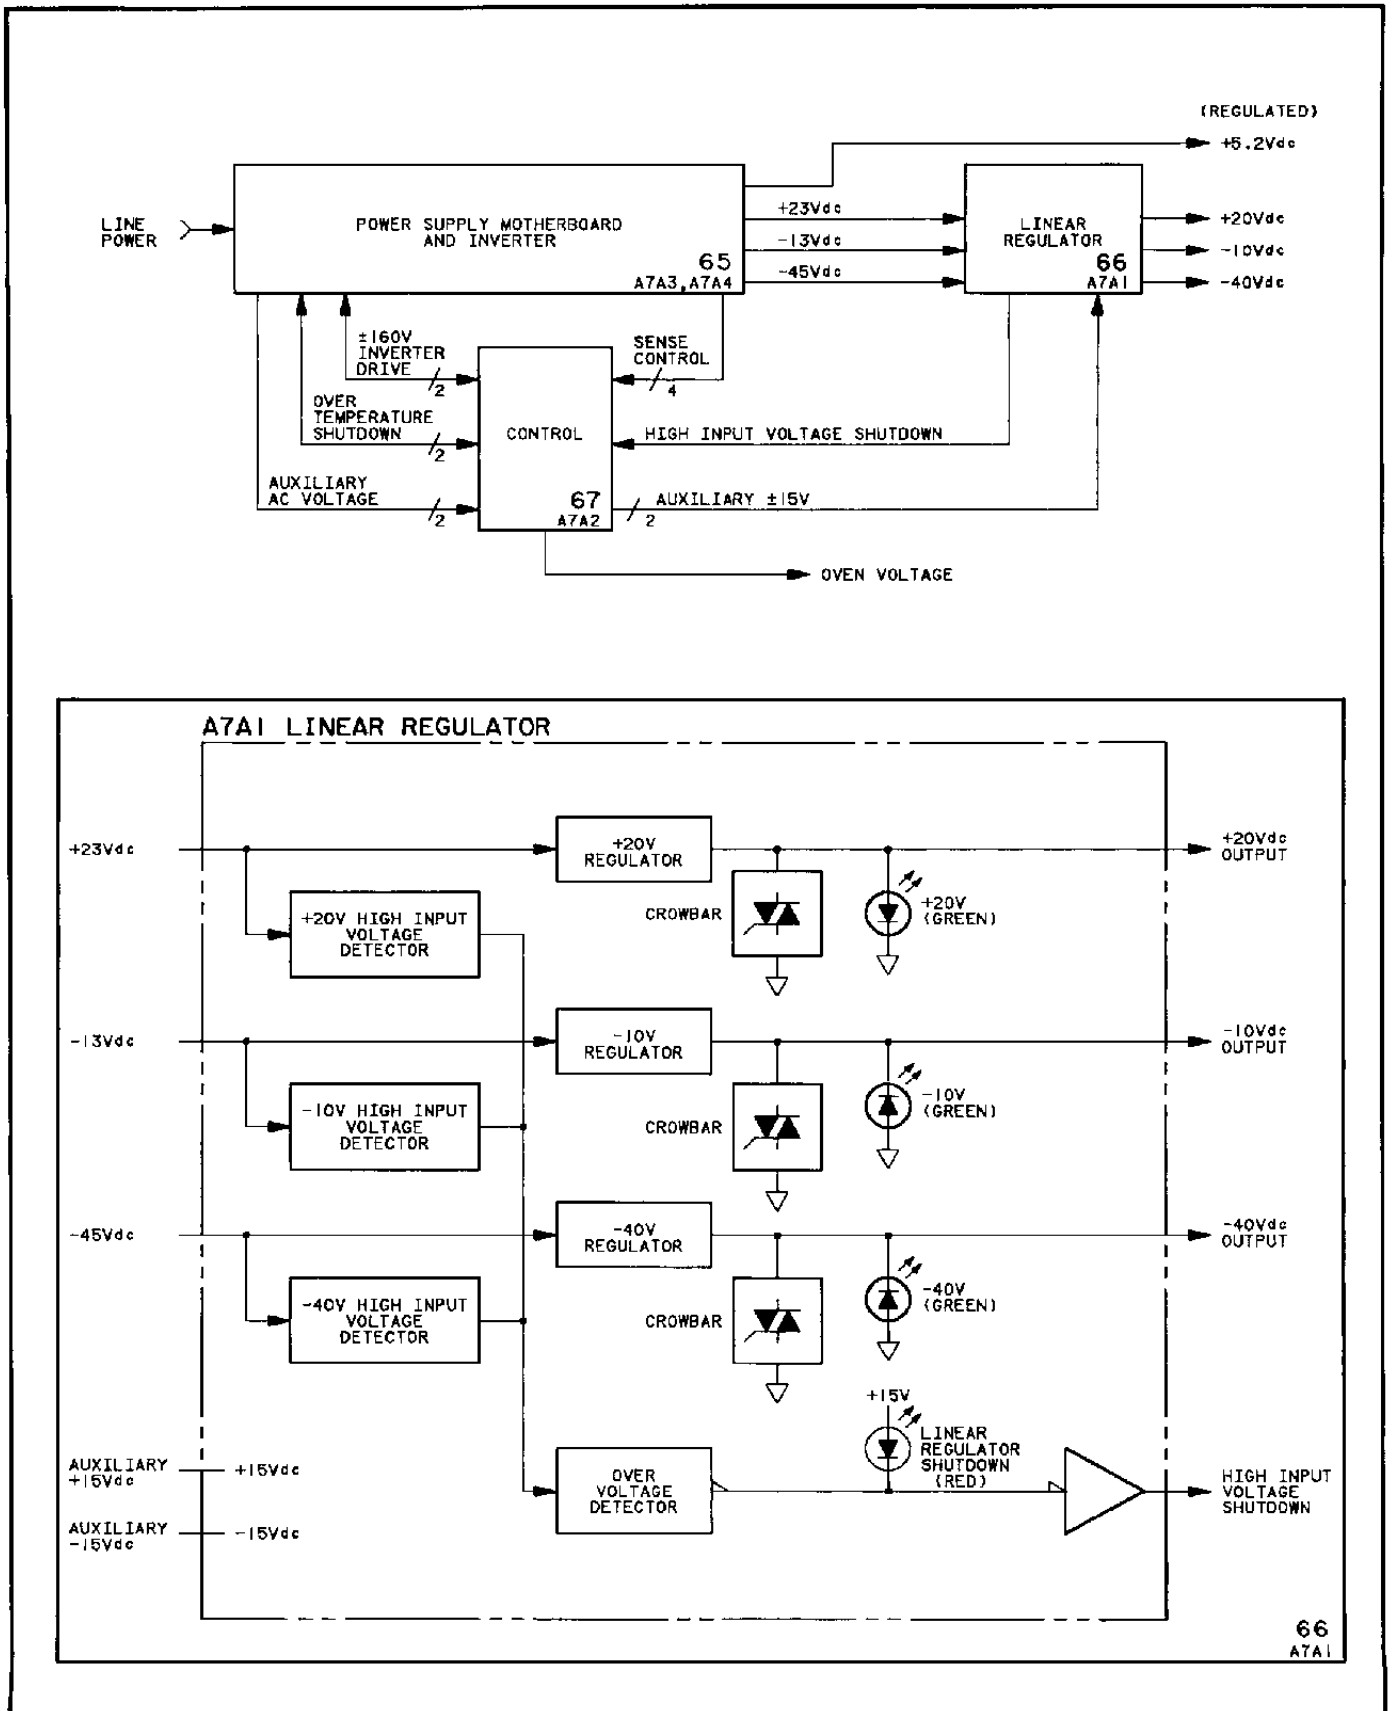 (REGULATED)
+5.2Vdc
LINE
POWER
POWER SUPPLY MOTHERBOARD
AND INVERTER
65
A7A3,A7A4
+23Vdc
-13Vdc
-45Vdc
LINEAR
REGULATOR
66
A7A1
+20Vdc
-10Vdc
-40Vdc
±160V
INVERTER
DRIVE
2
SENSE
CONTROL
4
OVER
TEMPERATURE
SHUTDOWN
2
CONTROL
HIGH INPUT VOLTAGE SHUTDOWN
AUXILIARY
AC VOLTAGE
2
67
A7A2
2
AUXILIARY ±15V
OVEN VOLTAGE
A7A1 LINEAR REGULATOR
+23Vdc
+20V
REGULATOR
+20Vdc
OUTPUT
+20V HIGH INPUT
VOLTAGE
DETECTOR
CROWBAR
+20V
(GREEN)
-13Vdc
-10V
REGULATOR
-10Vdc
OUTPUT
-10V HIGH INPUT
VOLTAGE
DETECTOR
CROWBAR
-10V
(GREEN)
-45Vdc
-40V
REGULATOR
-40Vdc
OUTPUT
-40V HIGH INPUT
VOLTAGE
DETECTOR
CROWBAR
-40V
(GREEN)
+15V
LINEAR
REGULATOR
SHUTDOWN
(RED)
AUXILIARY
+15Vdc
+15Vdc
OVER
VOLTAGE
DETECTOR
HIGH INPUT
VOLTAGE
SHUTDOWN
AUXILIARY
-15Vdc
-15Vdc
66
A7A1